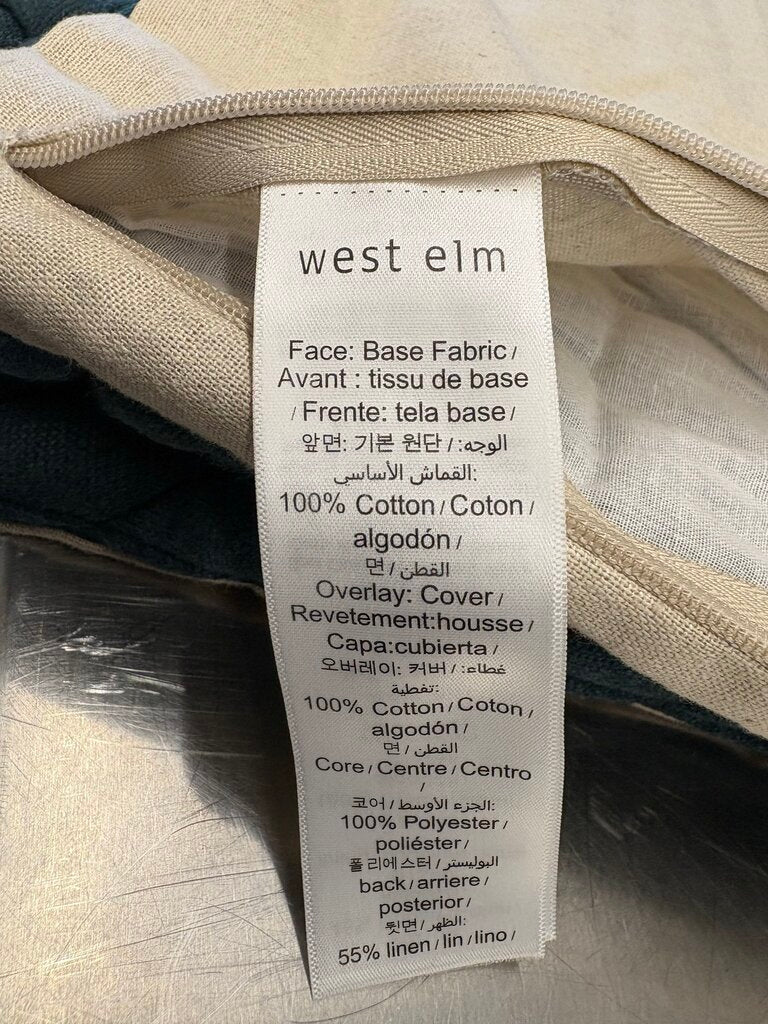 west elm
Face: Base Fabric /
Avant : tissu de base
/ Frente: tela base /
앞면: 기본 원단 / الوجه:
القماش الأساسي:
100% Cotton / Coton /
algodón /
면 / القطن
Overlay: Cover /
Revetement:housse /
Capa:cubierta /
오버레이: 커버 / غطاء:
تغطية:
100% Cotton / Coton /
algodón /
면 / القطن
Core / Centre / Centro
/
코어 / الجزء الأوسط:
100% Polyester /
poliéster /
폴리에스터 / البوليستر
back / arriere /
posterior /
뒷면 / الظهر:
55% linen / lin / lino /